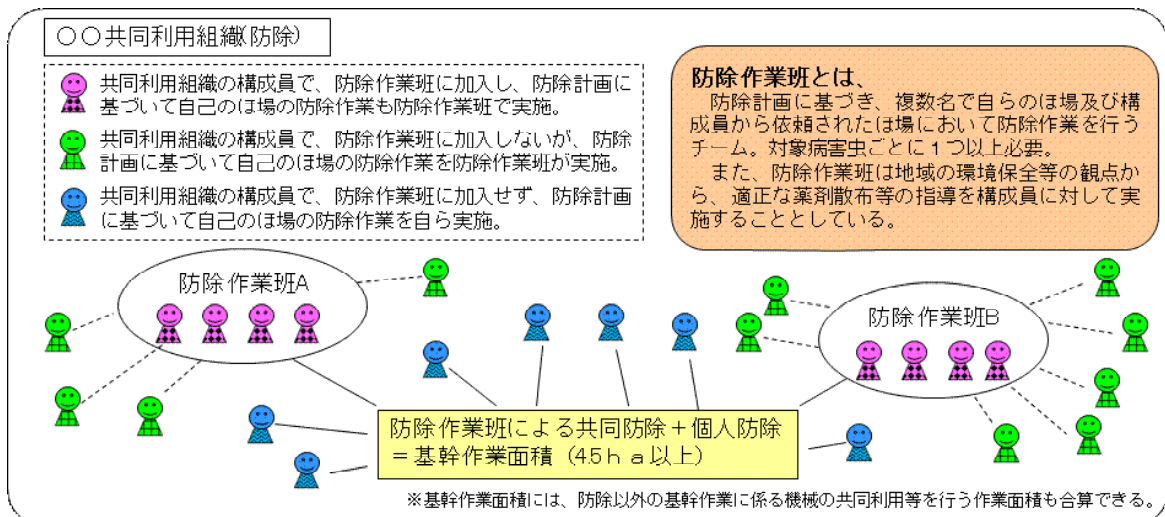 〇〇共同利用組織(防除)
共同利用組織の構成員で、防除作業班に加入し、防除計画に
基づいて自己のほ場の防除作業も防除作業班で実施。
共同利用組織の構成員で、防除作業班に加入しないが、防除
計画に基づいて自己のほ場の防除作業を防除作業班が実施。
共同利用組織の構成員で、防除作業班に加入せず、防除計画
に基づいて自己のほ場の防除作業を自ら実施。
防除作業班とは、
防除計画に基づき、複数名で自らのほ場及び構
成員から依頼されたほ場において防除作業を行う
チーム。対象病害虫ごとに1つ以上必要。
また、防除作業班は地域の環境保全等の観点か
ら、適正な薬剤散布等の指導を構成員に対して実
施することとしている。
防除作業班A
防除作業班B
防除作業班による共同防除+個人防除
=基幹作業面積(4.5ha以上)
※基幹作業面積には、防除以外の基幹作業に係る機械の共同利用等を行う作業面積も合算できる。